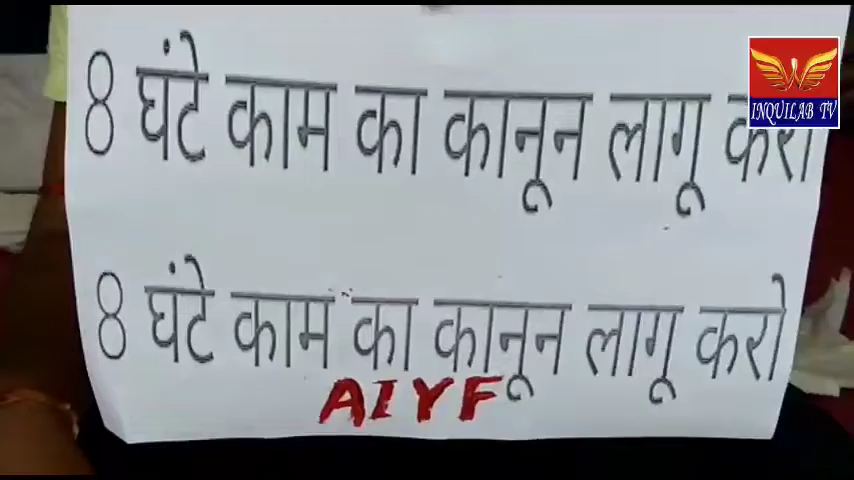 8 घंटे काम का कानून लागू करो
INQUILAB TV
8 घंटे काम का कानून लागू करो
AIYF